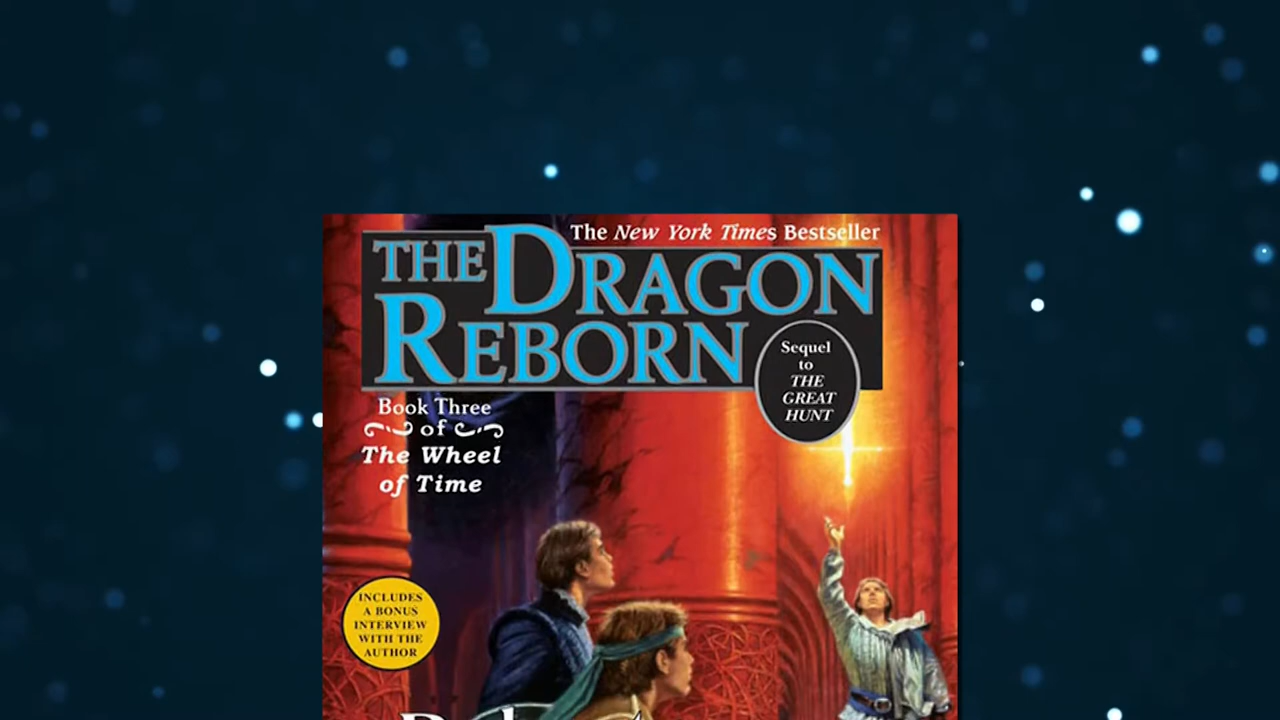 The New York Times Bestseller
THE DRAGON
REBORN
Sequel
to
THE
GREAT
HUNT
Book Three
of
The Wheel
of Time
INCLUDES
A BONUS
INTERVIEW
WITH THE
AUTHOR